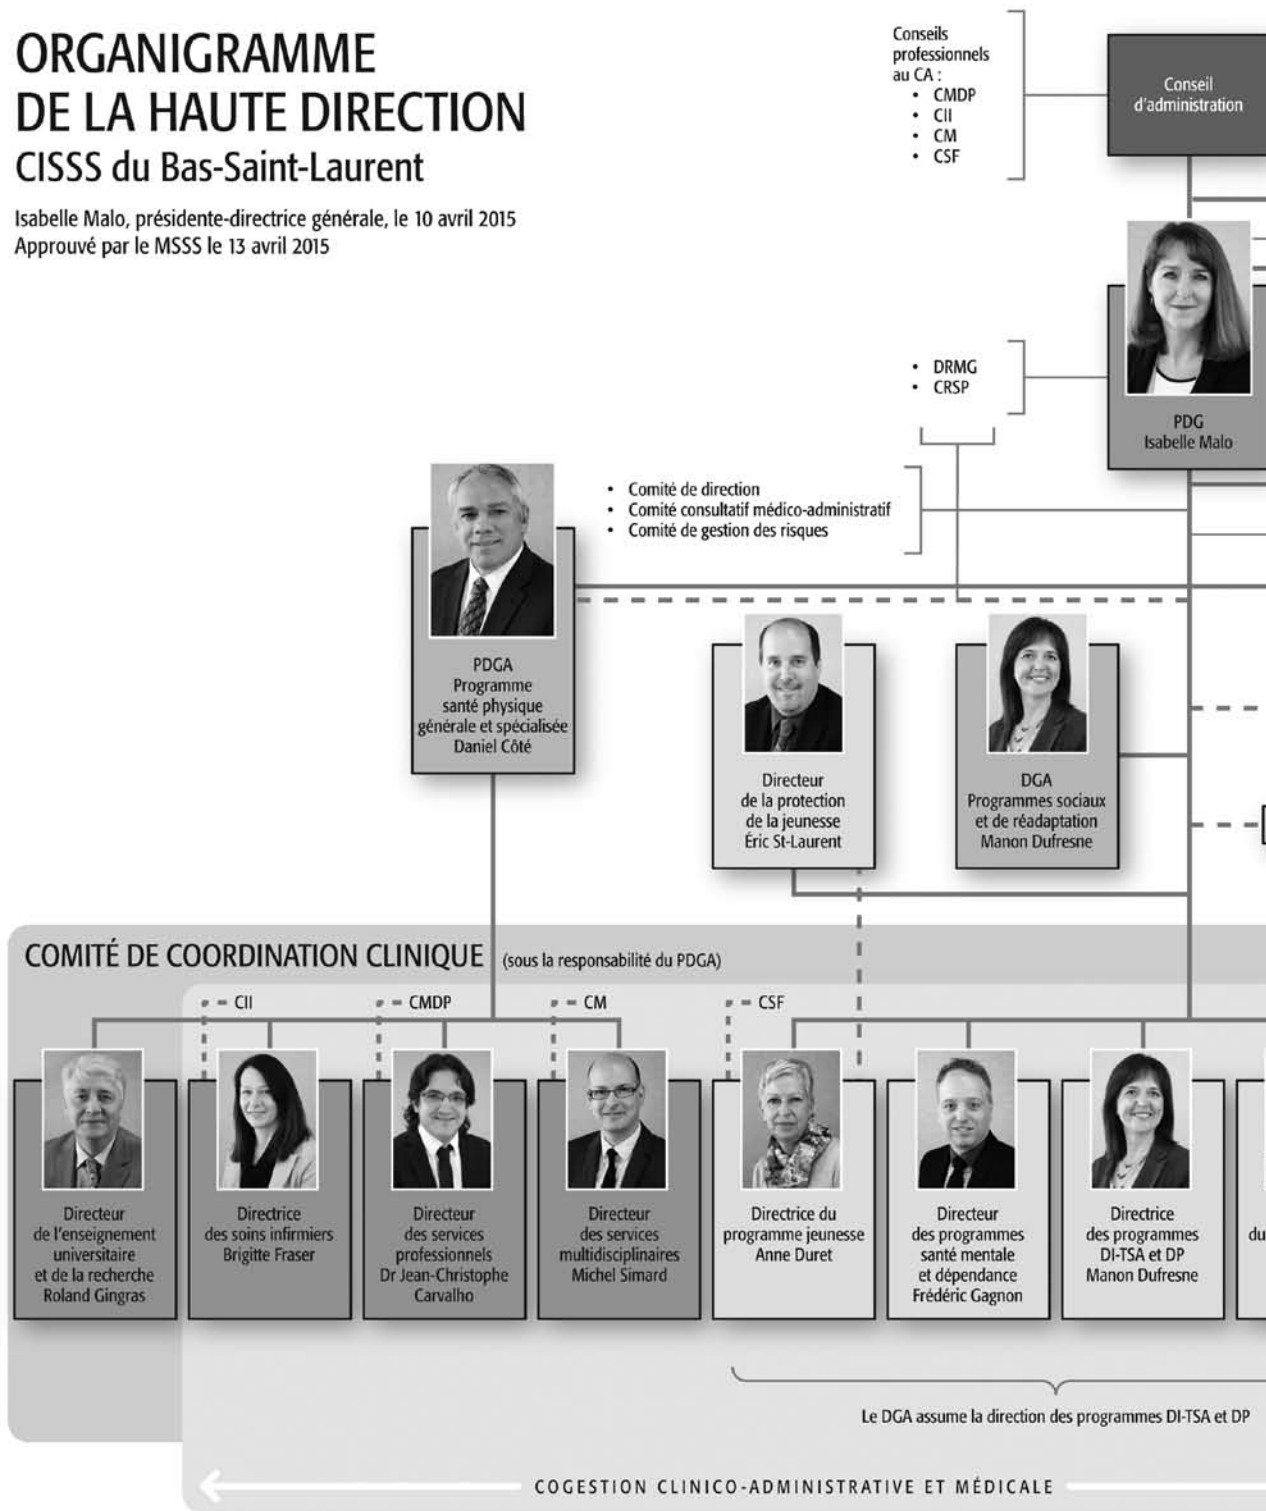 ORGANIGRAMME
DE LA HAUTE DIRECTION
CISSS du Bas-Saint-Laurent
Isabelle Malo, présidente-directrice générale, le 10 avril 2015
Approuvé par le MSSS le 13 avril 2015
Conseils
professionnels
au CA :
• CMDP
• CII
• CM
• CSF
Conseil
d'administration
• DRMG
• CRSP
PDG
Isabelle Malo
• Comité de direction
• Comité consultatif médico-administratif
• Comité de gestion des risques
PDGA
Programme
santé physique
générale et spécialisée
Daniel Côté
Directeur
de la protection
de la jeunesse
Éric St-Laurent
DGA
Programmes sociaux
et de réadaptation
Manon Dufresne
COMITÉ DE COORDINATION CLINIQUE (sous la responsabilité du PDGA)
CII
CMDP
CM
CSF
Directeur
de l'enseignement
universitaire
et de la recherche
Roland Gingras
Directrice
des soins infirmiers
Brigitte Fraser
Directeur
des services
professionnels
Dr Jean-Christophe
Carvalho
Directeur
des services
multidisciplinaires
Michel Simard
Directrice du
programme jeunesse
Anne Duret
Directeur
des programmes
santé mentale
et dépendance
Frédéric Gagnon
Directrice
des programmes
DI-TSA et DP
Manon Dufresne
du
Le DGA assume la direction des programmes DI-TSA et DP
COGESTION CLINICO-ADMINISTRATIVE ET MÉDICALE